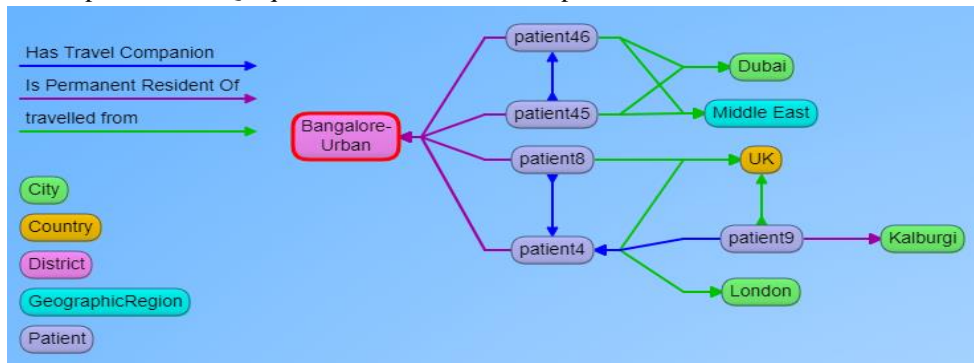 Has Travel Companion
Is Permanent Resident Of
travelled from
City
Country
District
GeographicRegion
Patient
Bangalore-
Urban
patient46
patient45
patient8
patient4
Dubai
Middle East
UK
patient9
Kalburgi
London